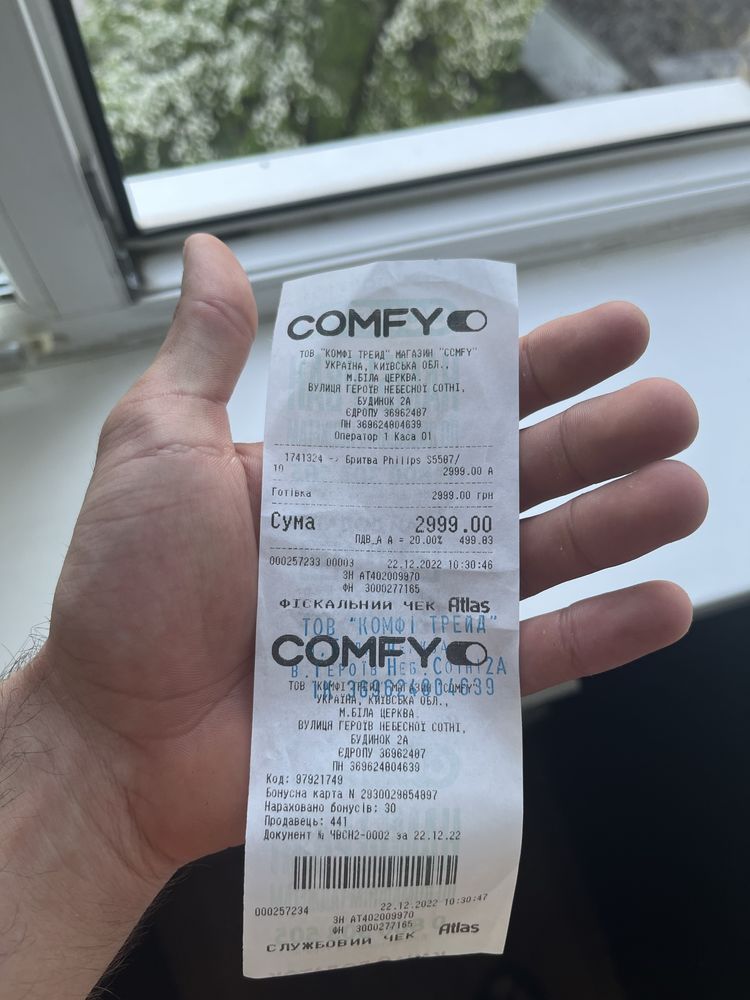 COMFY
ТОВ "КОМФІ ТРЕЙД" МАГАЗИН "COMFY"
УКРАЇНА, КИЇВСЬКА ОБЛ.,
М.БІЛА ЦЕРКВА.
ВУЛИЦЯ ГЕРОЇВ НЕБЕСНОЇ СОТНІ,
БУДИНОК 2А
ЄДРПОУ 36962487
ПН 369624804639
Оператор 1 Каса 01
1741324 -> Бритва Philips S5587/
10 2999.00 А
Готівка 2999.00 грн
Сума 2999.00
ПДВ_А А = 20.00% 499.83
000257233 00003 22.12.2022 10:30:46
ЗН АТ402009970
ФН 3000277165
ФІСКАЛЬНИЙ ЧЕК Atlas
ТОВ "КОМФІ ТРЕЙД"
COMFY
В.ГЕРОЇВ НЕБ.СОТНІ 2А
369624804639
ТОВ "КОМФІ ТРЕЙД" МАГАЗИН "COMFY"
УКРАЇНА, КИЇВСЬКА ОБЛ.,
М.БІЛА ЦЕРКВА.
ВУЛИЦЯ ГЕРОЇВ НЕБЕСНОЇ СОТНІ,
БУДИНОК 2А
ЄДРПОУ 36962487
ПН 369624804639
Код: 97921749
Бонусна карта N 2930029854897
Нараховано бонусів: 30
Продавець: 441
Документ № ЧВСН2-0002 за 22.12.22
000257234 22.12.2022 10:30:47
ЗН АТ402009970
ФН 3000277165
СЛУЖБОВИЙ ЧЕК Atlas